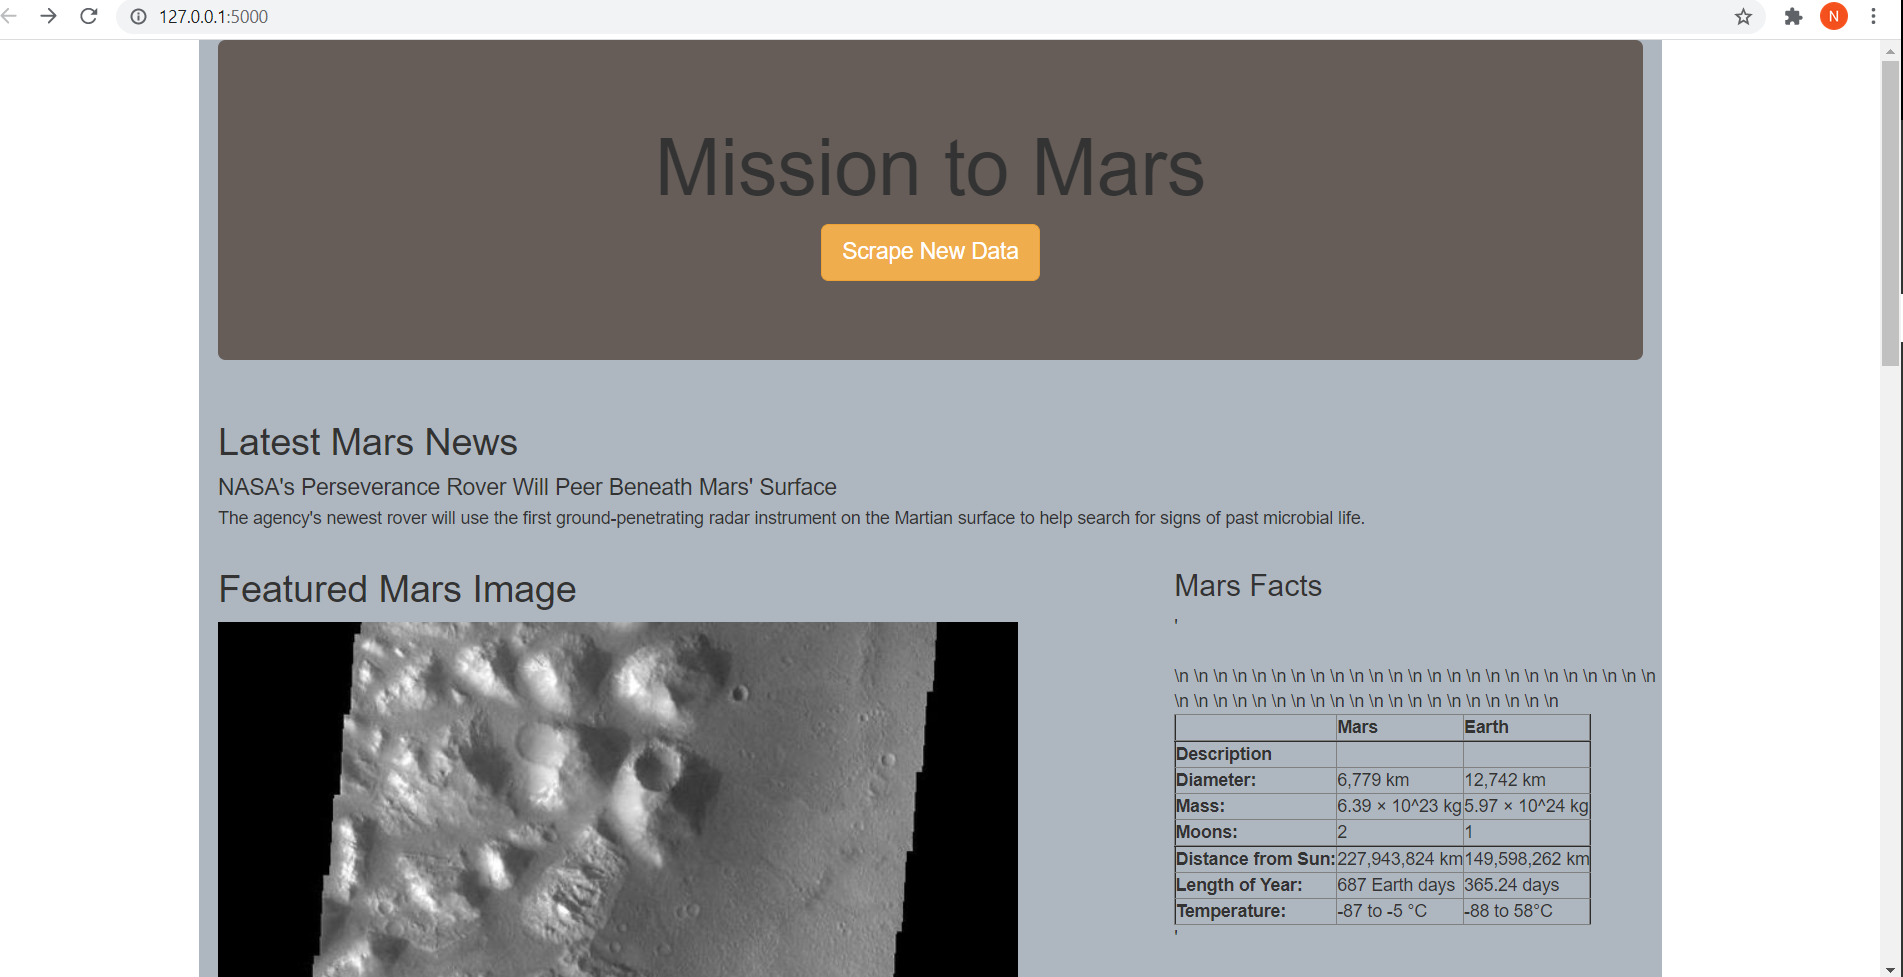 127.0.0.1:5000
N
Mission to Mars
Scrape New Data
Latest Mars News
NASA's Perseverance Rover Will Peer Beneath Mars' Surface
The agency's newest rover will use the first ground-penetrating radar instrument on the Martian surface to help search for signs of past microbial life.
Featured Mars Image
Mars Facts
'
\n \n \n \n \n \n \n \n \n \n \n \n \n \n \n \n \n \n \n \n \n \n \n \n \n
\n \n \n \n \n \n \n \n \n \n \n \n \n \n \n \n \n \n \n \n
Mars Earth
Description
Diameter: 6,779 km 12,742 km
Mass: 6.39 × 10^23 kg 5.97 × 10^24 kg
Moons: 2 1
Distance from Sun: 227,943,824 km 149,598,262 km
Length of Year: 687 Earth days 365.24 days
Temperature: -87 to -5 °C -88 to 58°C
'